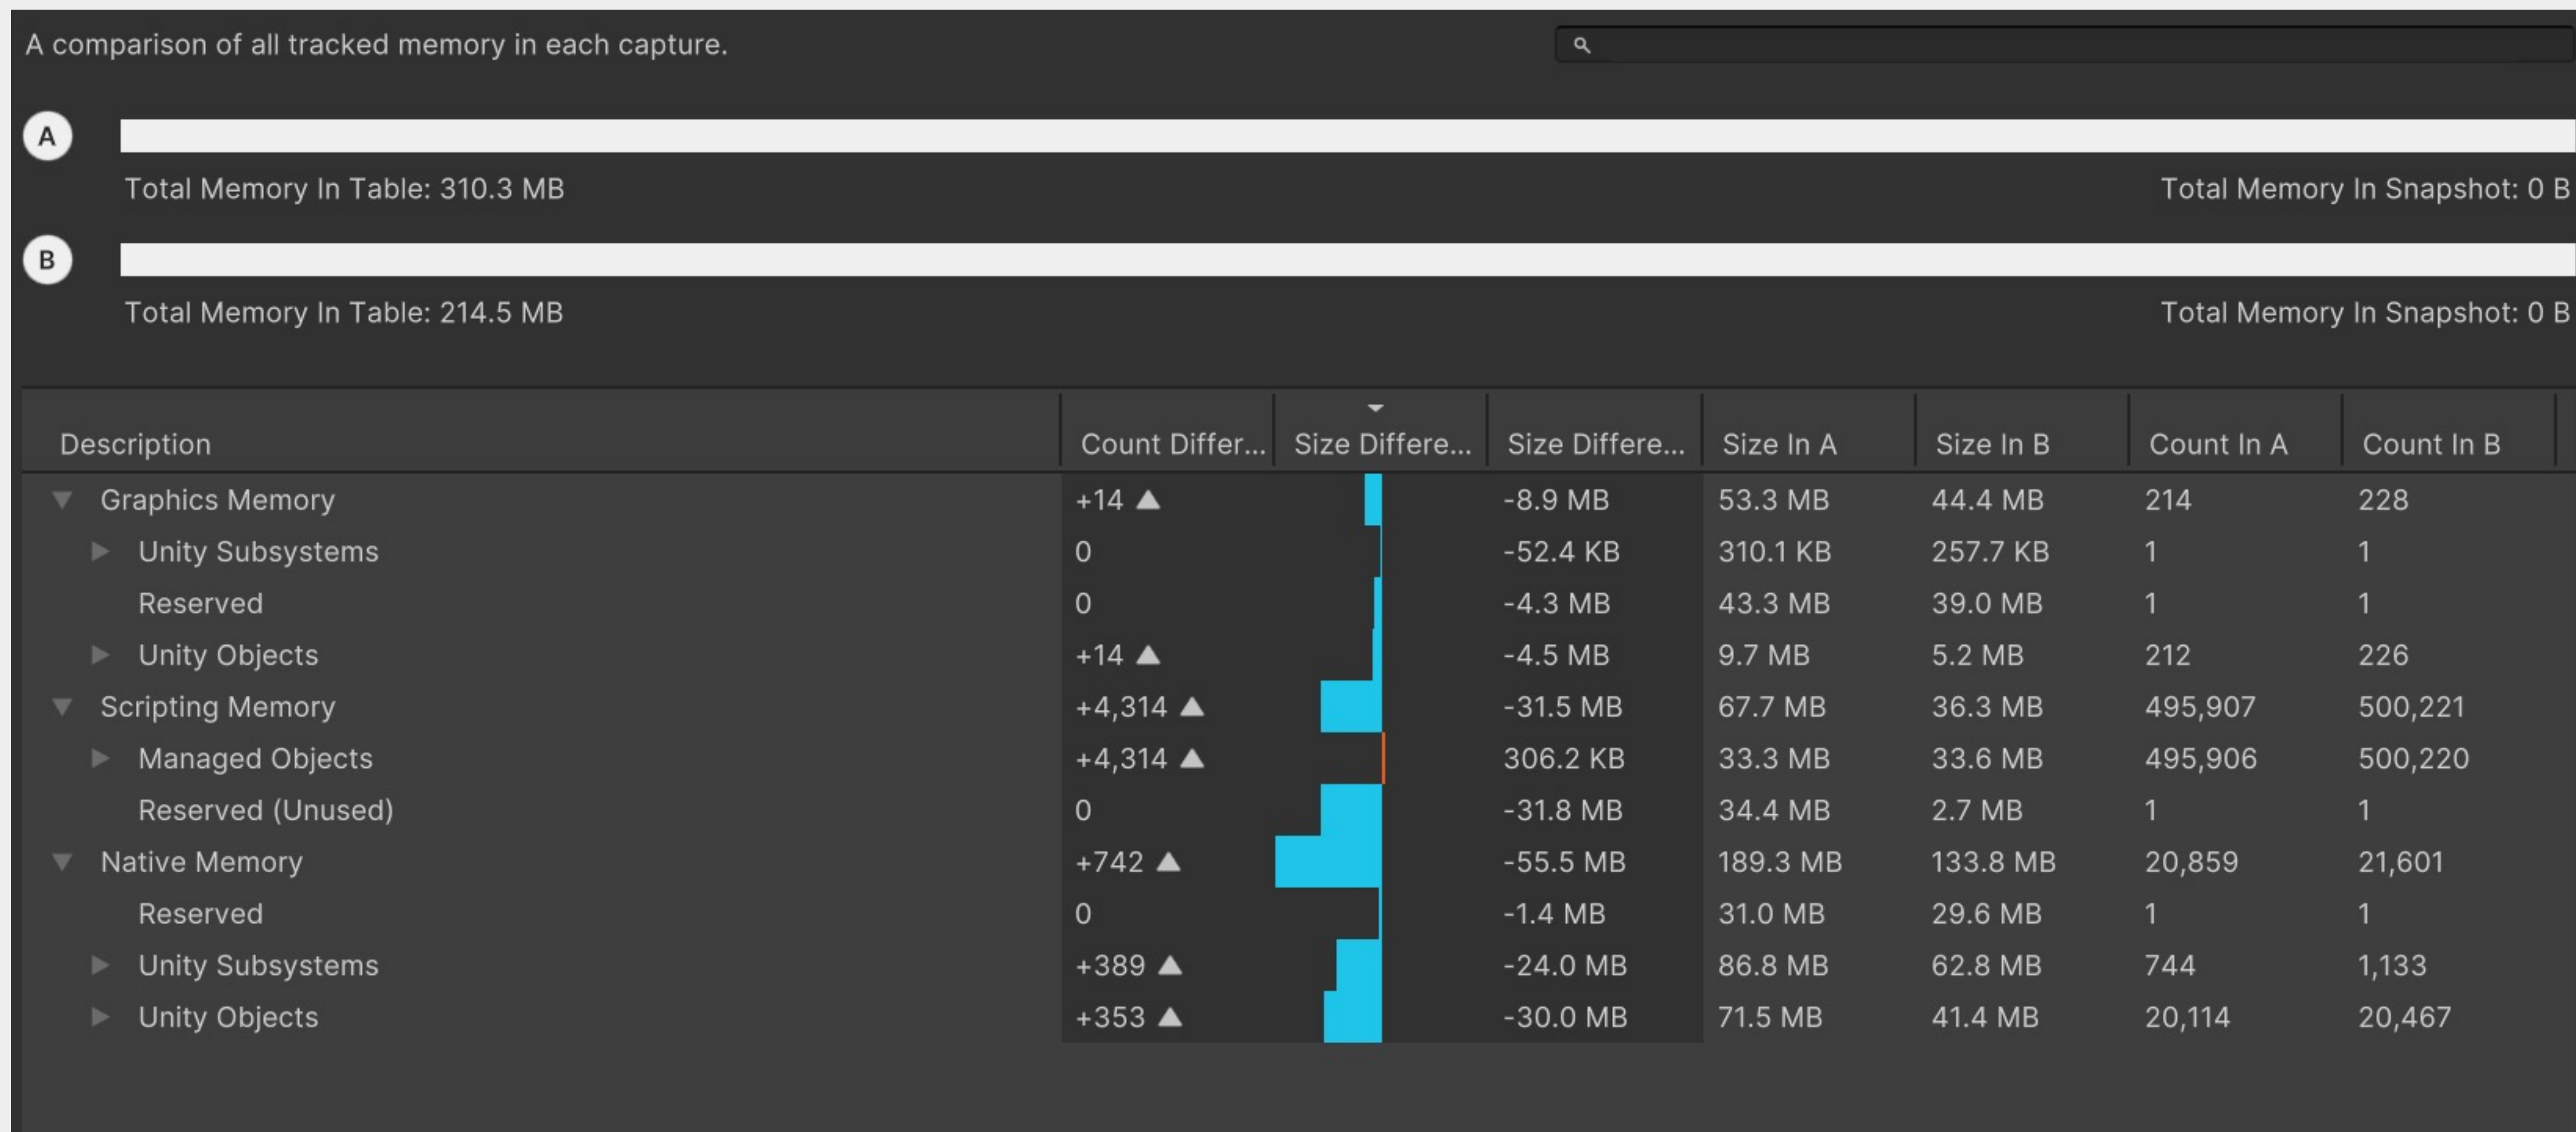 A comparison of all tracked memory in each capture.
A
Total Memory In Table: 310.3 MB Total Memory In Snapshot: 0 B
B
Total Memory In Table: 214.5 MB Total Memory In Snapshot: 0 B
Description Count Differ... Size Differe... Size Differe... Size In A Size In B Count In A Count In B
Graphics Memory +14 ▲ -8.9 MB 53.3 MB 44.4 MB 214 228
Unity Subsystems 0 -52.4 KB 310.1 KB 257.7 KB 1 1
Reserved 0 -4.3 MB 43.3 MB 39.0 MB 1 1
Unity Objects +14 ▲ -4.5 MB 9.7 MB 5.2 MB 212 226
Scripting Memory +4,314 ▲ -31.5 MB 67.7 MB 36.3 MB 495,907 500,221
Managed Objects +4,314 ▲ 306.2 KB 33.3 MB 33.6 MB 495,906 500,220
Reserved (Unused) 0 -31.8 MB 34.4 MB 2.7 MB 1 1
Native Memory +742 ▲ -55.5 MB 189.3 MB 133.8 MB 20,859 21,601
Reserved 0 -1.4 MB 31.0 MB 29.6 MB 1 1
Unity Subsystems +389 ▲ -24.0 MB 86.8 MB 62.8 MB 744 1,133
Unity Objects +353 ▲ -30.0 MB 71.5 MB 41.4 MB 20,114 20,467